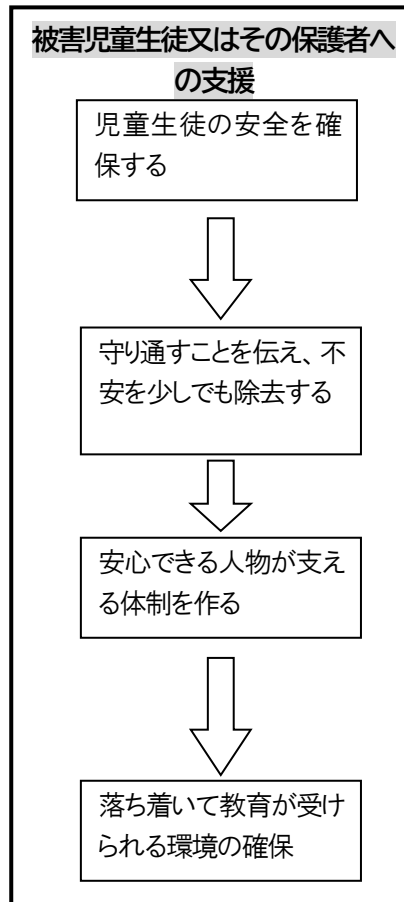 被害児童生徒又はその保護者へ
の支援
児童生徒の安全を確
保する
守り通すことを伝え、不
安を少しでも除去する
安心できる人物が支え
る体制を作る
落ち着いて教育が受け
られる環境の確保